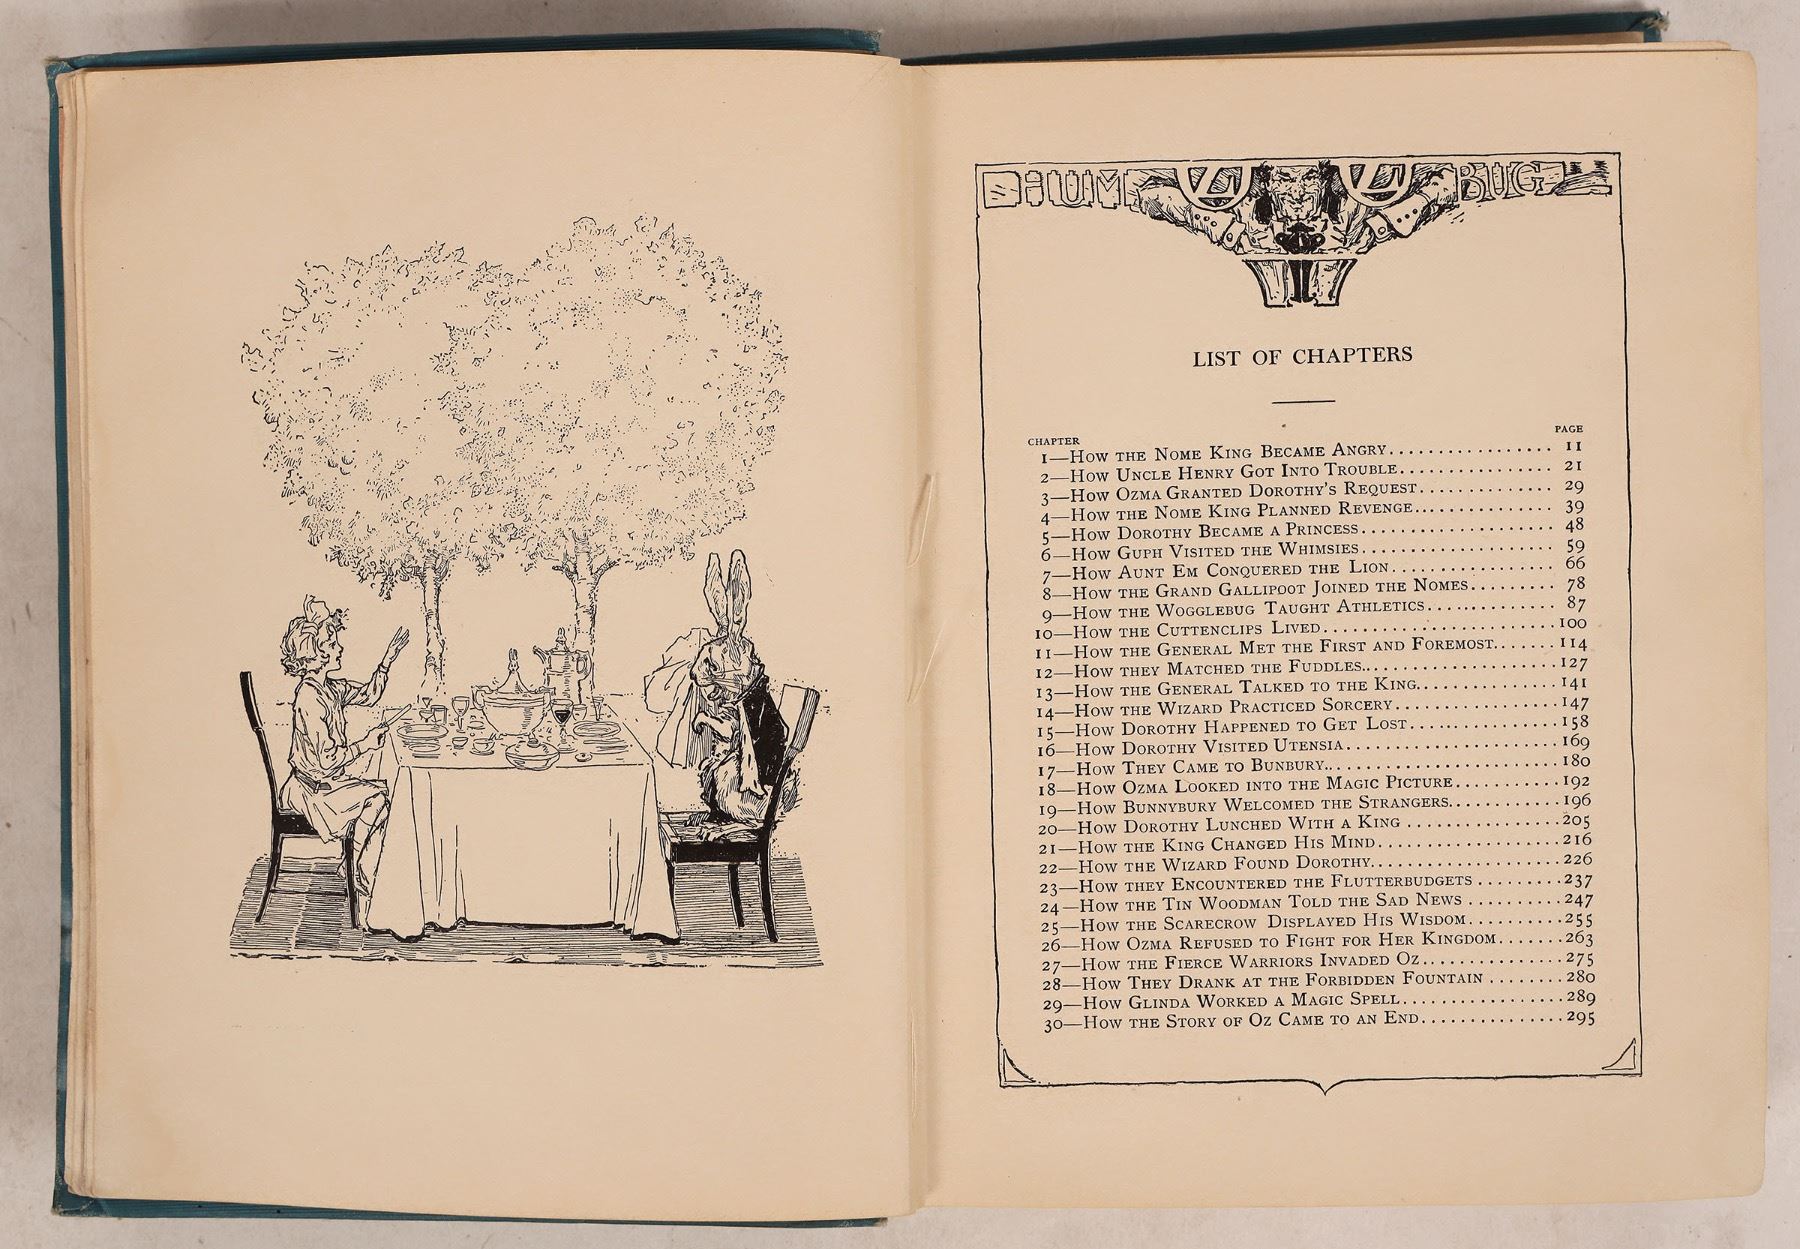 HUM ZZ BUG
LIST OF CHAPTERS
CHAPTER PAGE
1—How the Nome King Became Angry 11
2—How Uncle Henry Got Into Trouble 21
3—How Ozma Granted Dorothy's Request 29
4—How the Nome King Planned Revenge 39
5—How Dorothy Became a Princess 48
6—How Guph Visited the Whimsies 59
7—How Aunt Em Conquered the Lion 66
8—How the Grand Gallipoot Joined the Nomes 78
9—How the Wogglebug Taught Athletics 87
10—How the Cuttenclips Lived 100
11—How the General Met the First and Foremost 114
12—How they Matched the Fuddles 127
13—How the General Talked to the King 141
14—How the Wizard Practiced Sorcery 147
15—How Dorothy Happened to Get Lost 158
16—How Dorothy Visited Utensia 169
17—How They Came to Bunbury 180
18—How Ozma Looked into the Magic Picture 192
19—How Bunnybury Welcomed the Strangers 196
20—How Dorothy Lunched With a King 205
21—How the King Changed His Mind 216
22—How the Wizard Found Dorothy 226
23—How they Encountered the Flutterbudgets 237
24—How the Tin Woodman Told the Sad News 247
25—How the Scarecrow Displayed His Wisdom 255
26—How Ozma Refused to Fight for Her Kingdom 263
27—How the Fierce Warriors Invaded Oz 275
28—How They Drank at the Forbidden Fountain 280
29—How Glinda Worked a Magic Spell 289
30—How the Story of Oz Came to an End 295